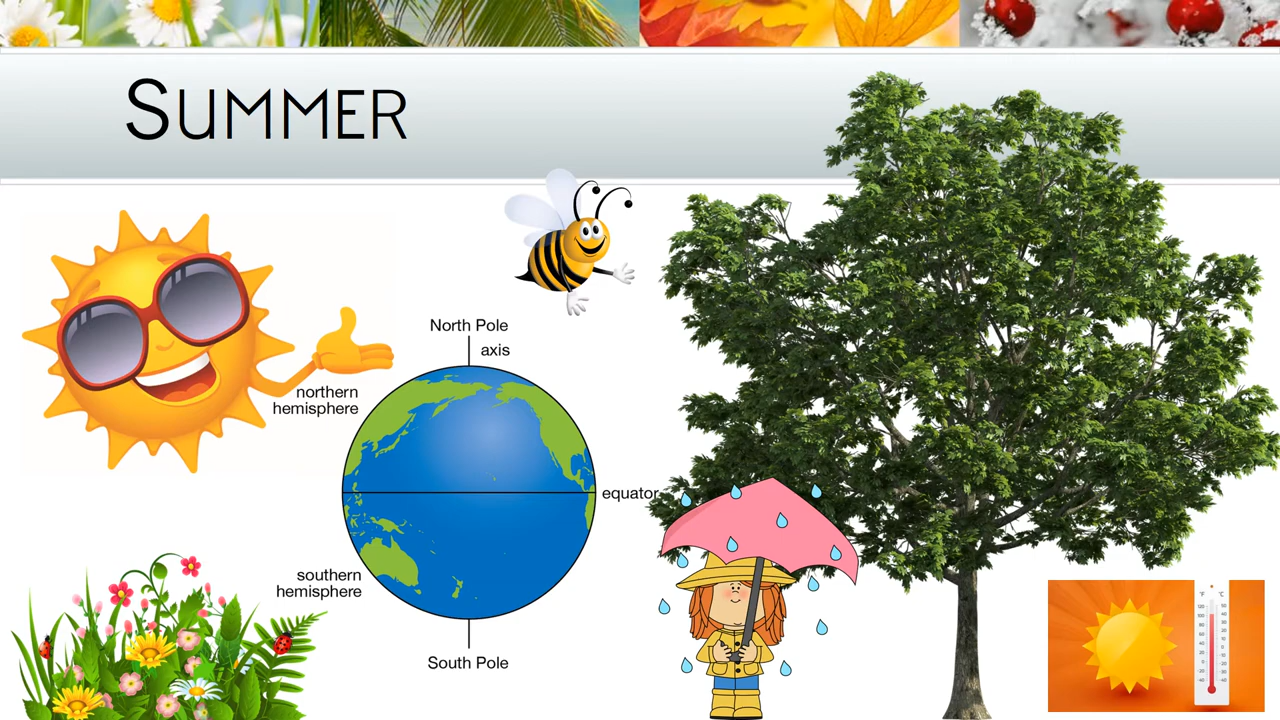 SUMMER
North Pole
axis
northern
hemisphere
equator
southern
hemisphere
South Pole
°F °C